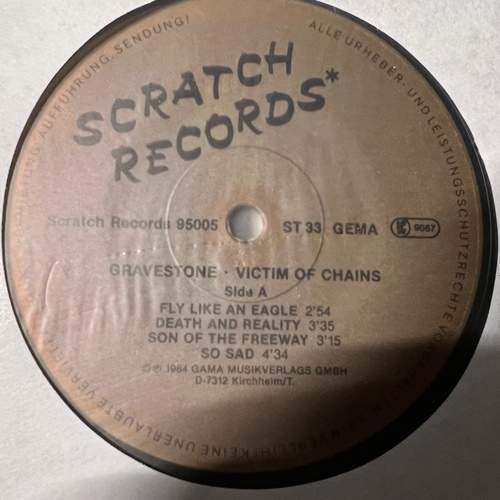 SCRATCH
RECORDS*
Scratch Records 95005
ST 33 GEMA
LC 9067
GRAVESTONE · VICTIM OF CHAINS
Side A
FLY LIKE AN EAGLE 2'54
DEATH AND REALITY 3'35
SON OF THE FREEWAY 3'15
SO SAD 4'34
© ℗ 1984 GAMA MUSIKVERLAGS GMBH
D-7312 Kirchheim/T.
ALLE URHEBER- UND LEISTUNGSSCHUTZRECHTE
KEINE UNERLAUBTE
AUFFÜHRUNG, SENDUNG!